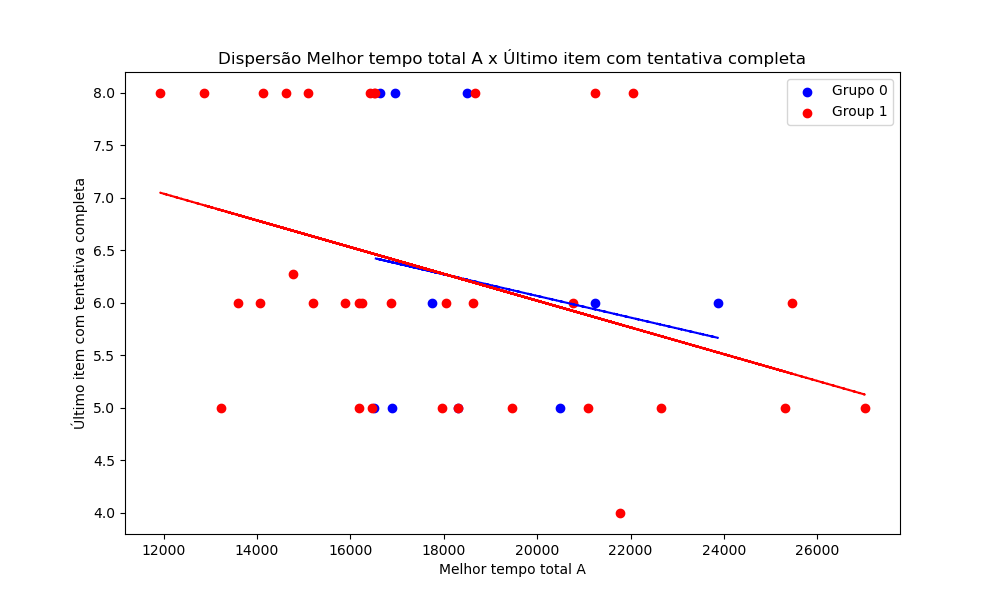 Dispersão Melhor tempo total A x Último item com tentativa completa
Grupo 0
Group 1
Último item com tentativa completa
8.0
7.5
7.0
6.5
6.0
5.5
5.0
4.5
4.0
12000 14000 16000 18000 20000 22000 24000 26000
Melhor tempo total A